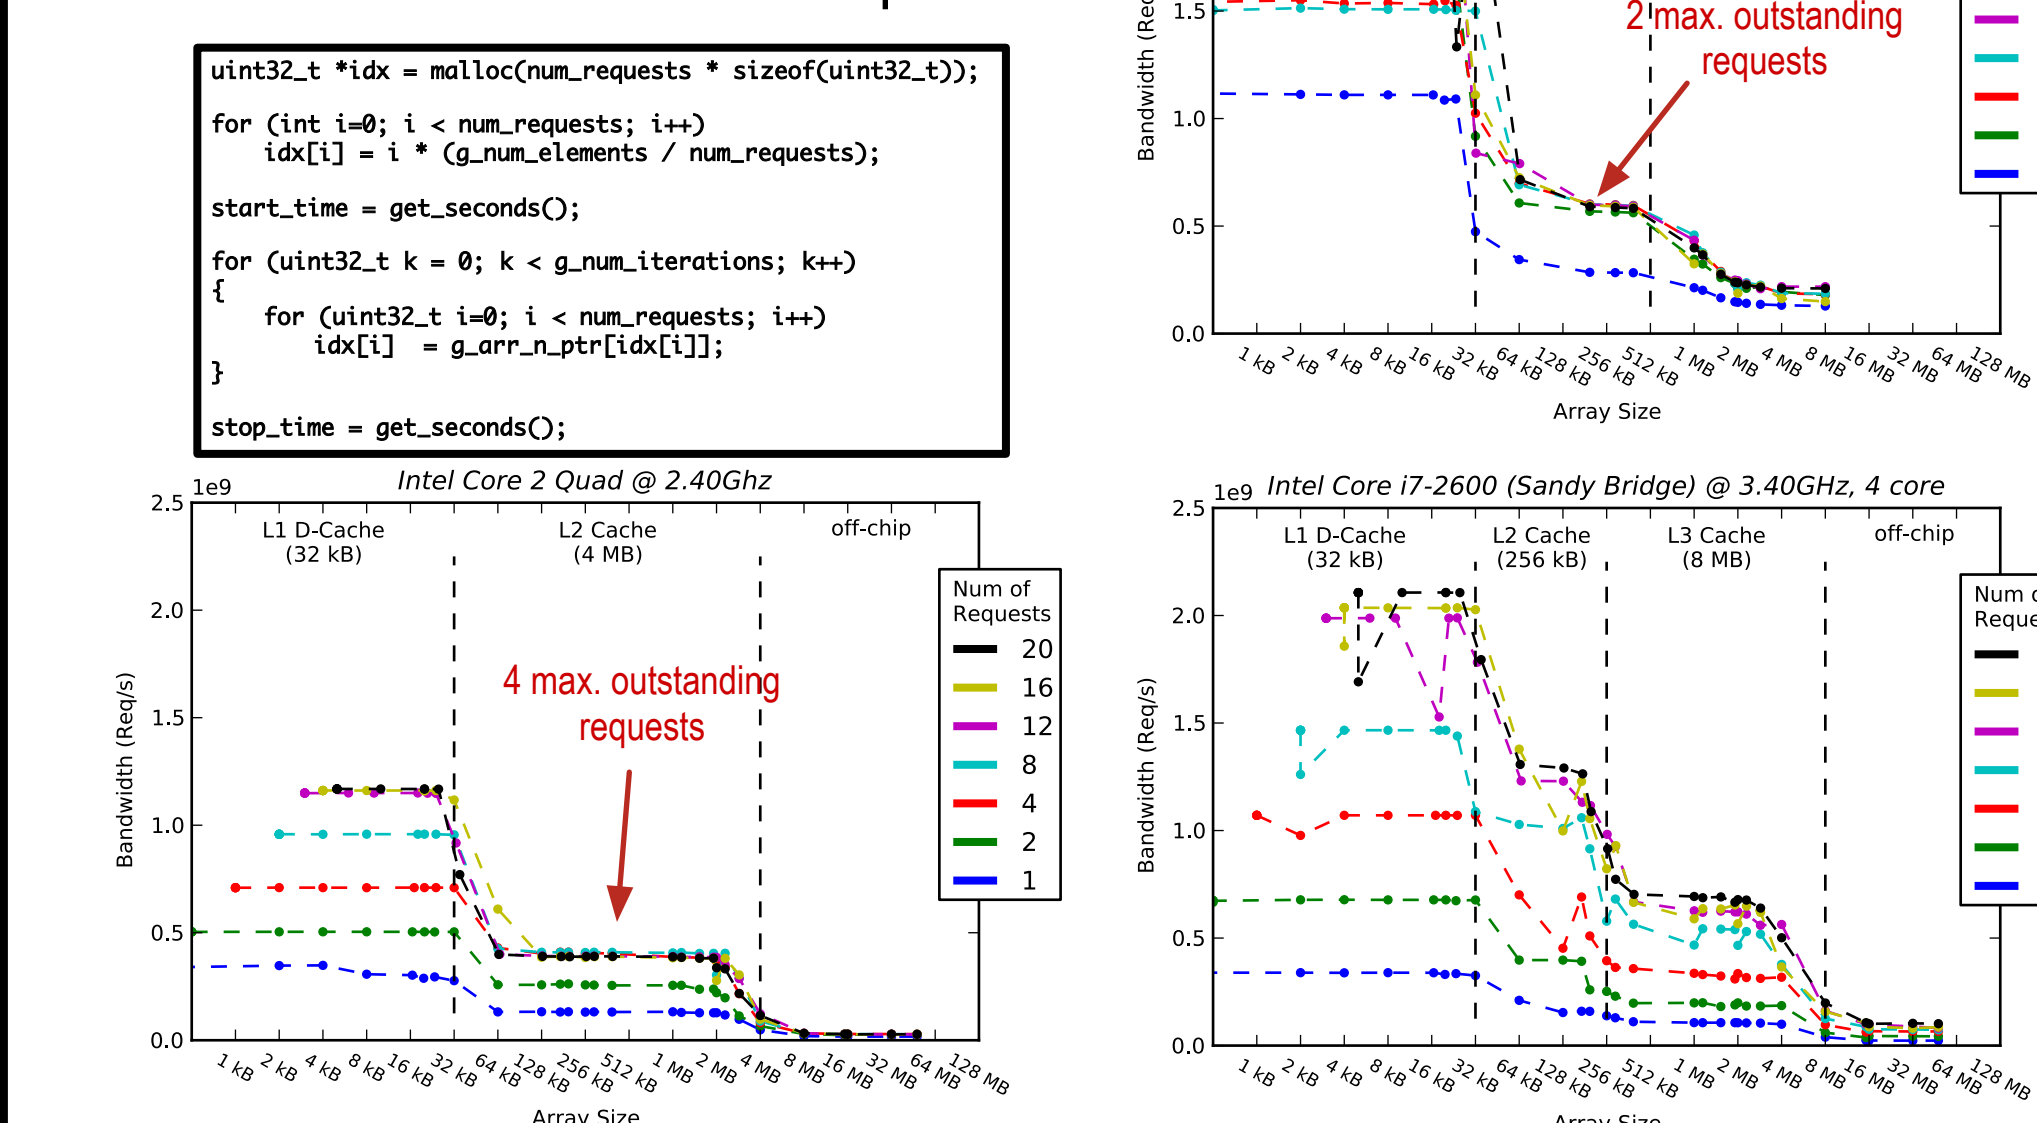 uint32_t *idx = malloc(num_requests * sizeof(uint32_t));
for (int i=0; i < num_requests; i++)
idx[i] = i * (g_num_elements / num_requests);
start_time = get_seconds();
for (uint32_t k = 0; k < g_num_iterations; k++)
{
for (uint32_t i=0; i < num_requests; i++)
idx[i]  = g_arr_n_ptr[idx[i]];
}
stop_time = get_seconds();
1.5
1.0
0.5
0.0
Bandwidth (Req
2 max. outstanding
requests
1 kB 2 kB 4 kB 8 kB 16 kB 32 kB 64 kB 128 kB 256 kB 512 kB 1 MB 2 MB 4 MB 8 MB 16 MB 32 MB 64 MB 128 MB
Array Size
Intel Core 2 Quad @ 2.40Ghz
1e9
2.5
2.0
1.5
1.0
0.5
0.0
Bandwidth (Req/s)
L1 D-Cache
(32 kB)
L2 Cache
(4 MB)
off-chip
4 max. outstanding
requests
Num of
Requests
20
16
12
8
4
2
1
1 kB 2 kB 4 kB 8 kB 16 kB 32 kB 64 kB 128 kB 256 kB 512 kB 1 MB 2 MB 4 MB 8 MB 16 MB 32 MB 64 MB 128 MB
Array Size
Intel Core i7-2600 (Sandy Bridge) @ 3.40GHz, 4 core
1e9
2.5
2.0
1.5
1.0
0.5
0.0
Bandwidth (Req/s)
L1 D-Cache
(32 kB)
L2 Cache
(256 kB)
L3 Cache
(8 MB)
off-chip
Num o
Reque
1 kB 2 kB 4 kB 8 kB 16 kB 32 kB 64 kB 128 kB 256 kB 512 kB 1 MB 2 MB 4 MB 8 MB 16 MB 32 MB 64 MB 128 MB
Array Size